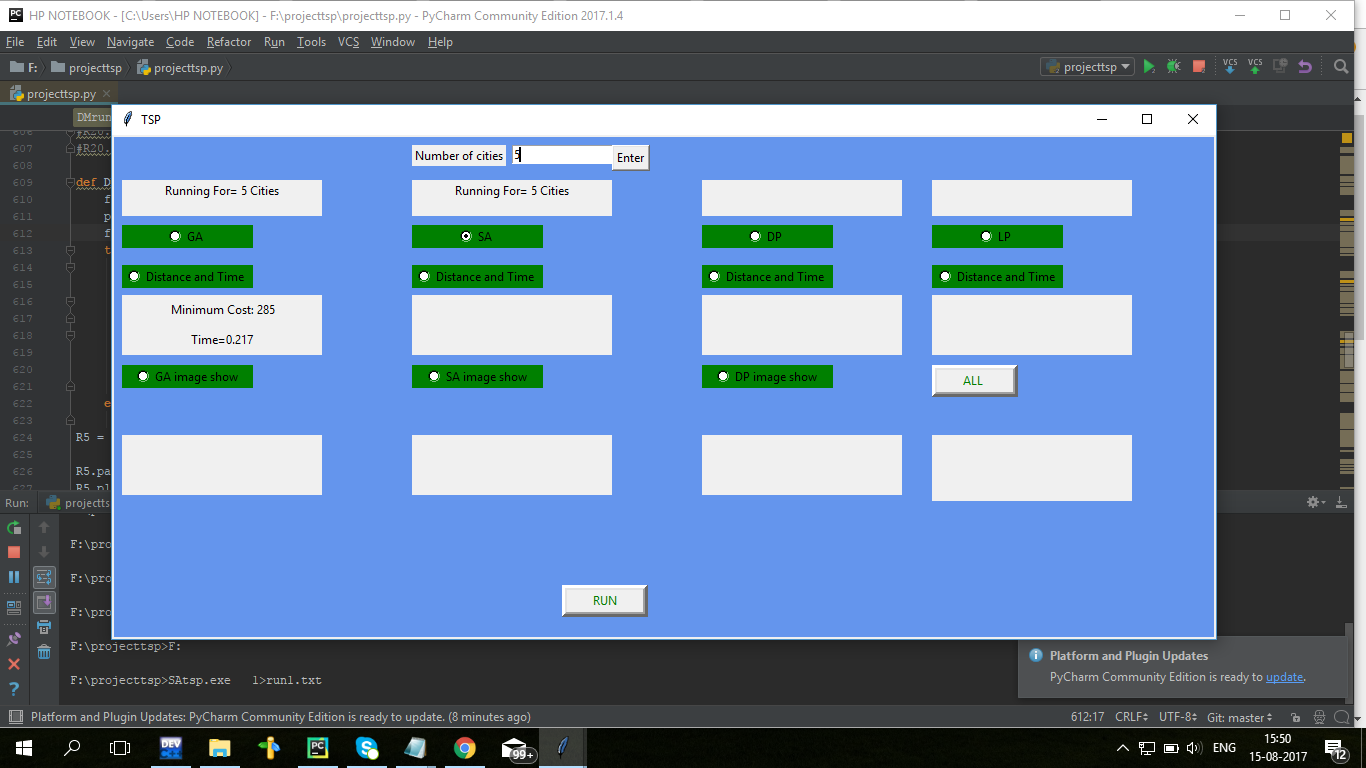 HP NOTEBOOK - [C:\Users\HP NOTEBOOK] - F:\projecttsp\projecttsp.py - PyCharm Community Edition 2017.1.4
File Edit View Navigate Code Refactor Run Tools VCS Window Help
F: projecttsp projecttsp.py projecttsp VCS VCS
projecttsp.py
DMrun
TSP
606 #R20.
607 #R20.
608
609 def D
610 f
611 p
612 f
613 t
614
615
616
617
618
619
620
621
622 e
623
624 R5 =
625
626 R5.pa
627 R5.pl
Number of cities 5 Enter
Running For= 5 Cities Running For= 5 Cities
GA SA DP LP
Distance and Time Distance and Time Distance and Time Distance and Time
Minimum Cost: 285
Time=0.217
GA image show SA image show DP image show ALL
RUN
Run: projectts
F:\pro
F:\pro
F:\pro
F:\projecttsp>F:
F:\projecttsp>SAtsp.exe 1>run1.txt
Platform and Plugin Updates
PyCharm Community Edition is ready to update.
Platform and Plugin Updates: PyCharm Community Edition is ready to update. (8 minutes ago) 612:17 CRLF UTF-8 Git: master
DEV PC 99+ ENG 15:50
15-08-2017 12